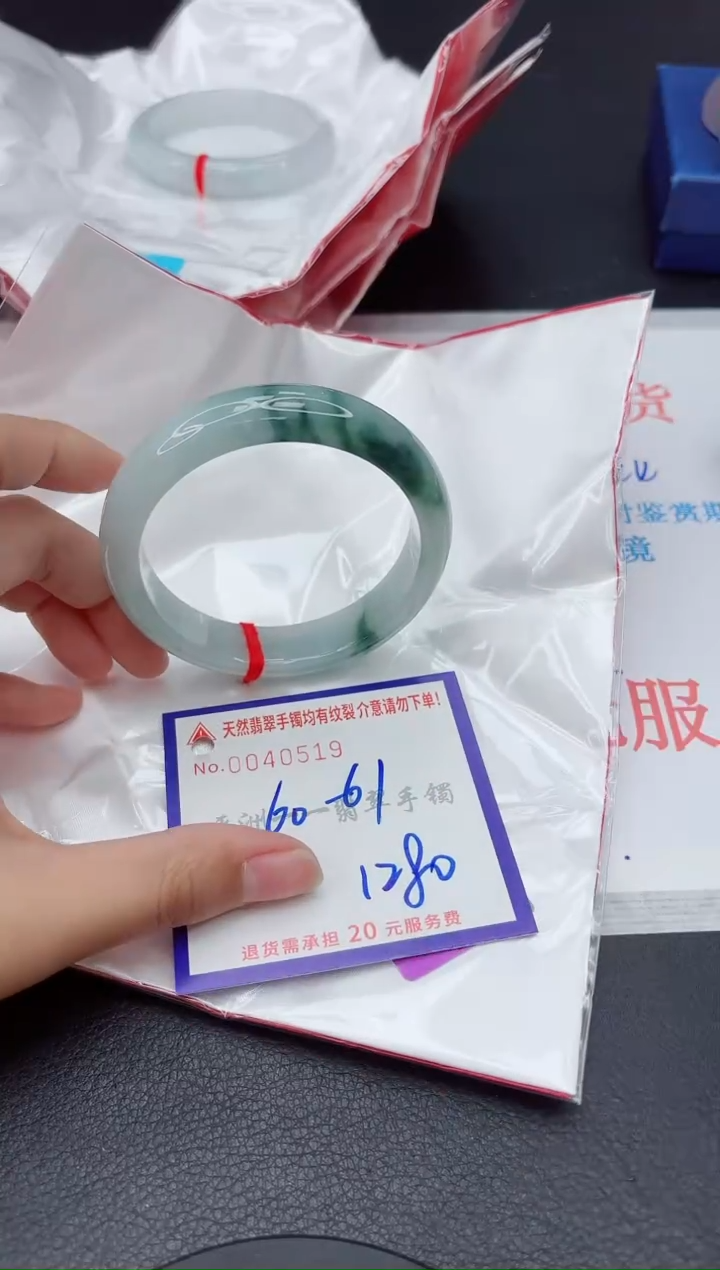 货
时鉴赏期
镜
服
天然翡翠手镯均有纹裂 介意请勿下单!
No.0040519
60-61
翡翠手镯
1280
退货需承担 20 元服务费